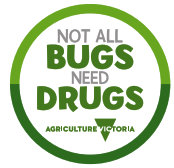 NOT ALL
BUGS
NEED
DRUGS
AGRICULTURE VICTORIA